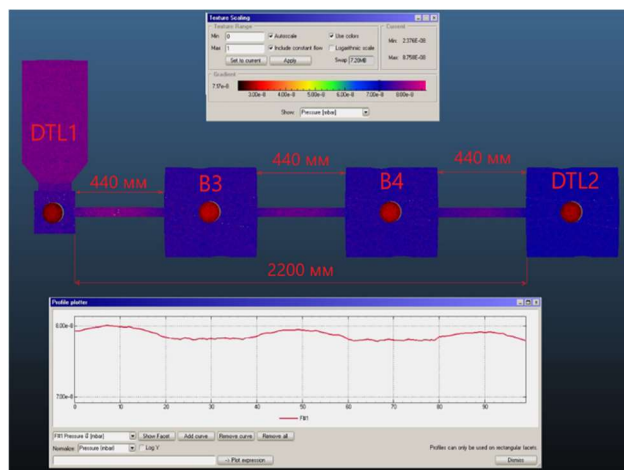 Texture Scaling
Texture Range
Min: 0
Autoscale
Use colors
Max: 1
Include constant flow
Logarithmic scale
Set to current
Apply
Swap 7.20MB
Current
Min: 2.376E-08
Max: 8.758E-08
Gradient
7.17e-8
3.00e-8 4.00e-8 5.00e-8 6.00e-8 7.00e-8 8.00e-8
Show: Pressure [mbar]
DTL1
440 мм
B3
440 мм
B4
440 мм
DTL2
2200 мм
Profile plotter
8.00e-8
7.00e-8
0 10 20 30 40 50 60 70 80 90
F#1
Show Facet
Add curve
Remove curve
Remove all
Normalize: Pressure [mbar]
Log Y
Profiles can only be used on rectangular facets
-> Plot expression
Dismiss